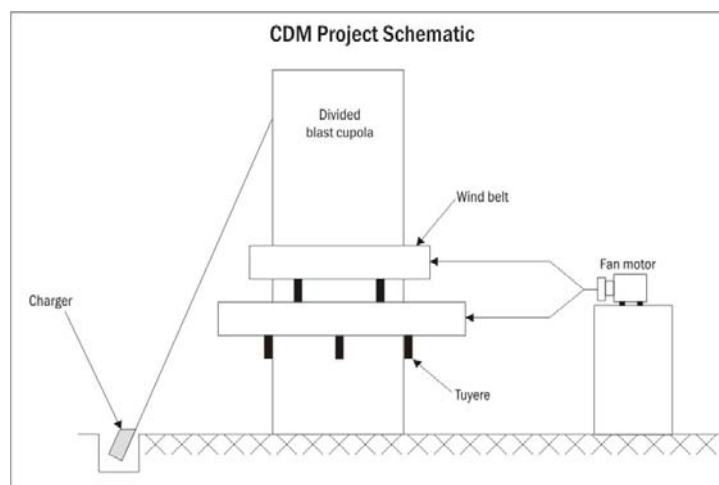 CDM Project Schematic
Divided
blast cupola
Wind belt
Fan motor
Charger
Tuyere